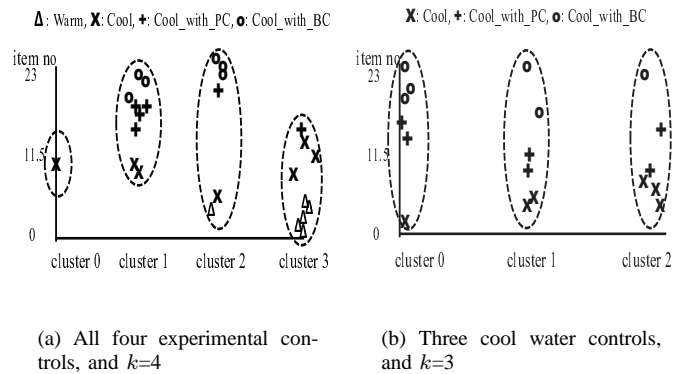 Δ: Warm, X: Cool, +: Cool_with_PC, o: Cool_with_BC
item no
23
11.5
0
cluster 0 cluster 1 cluster 2 cluster 3
(a) All four experimental con-
trols, and k=4
X: Cool, +: Cool_with_PC, o: Cool_with_BC
item no
23
11.5
0
cluster 0 cluster 1 cluster 2
(b) Three cool water controls,
and k=3